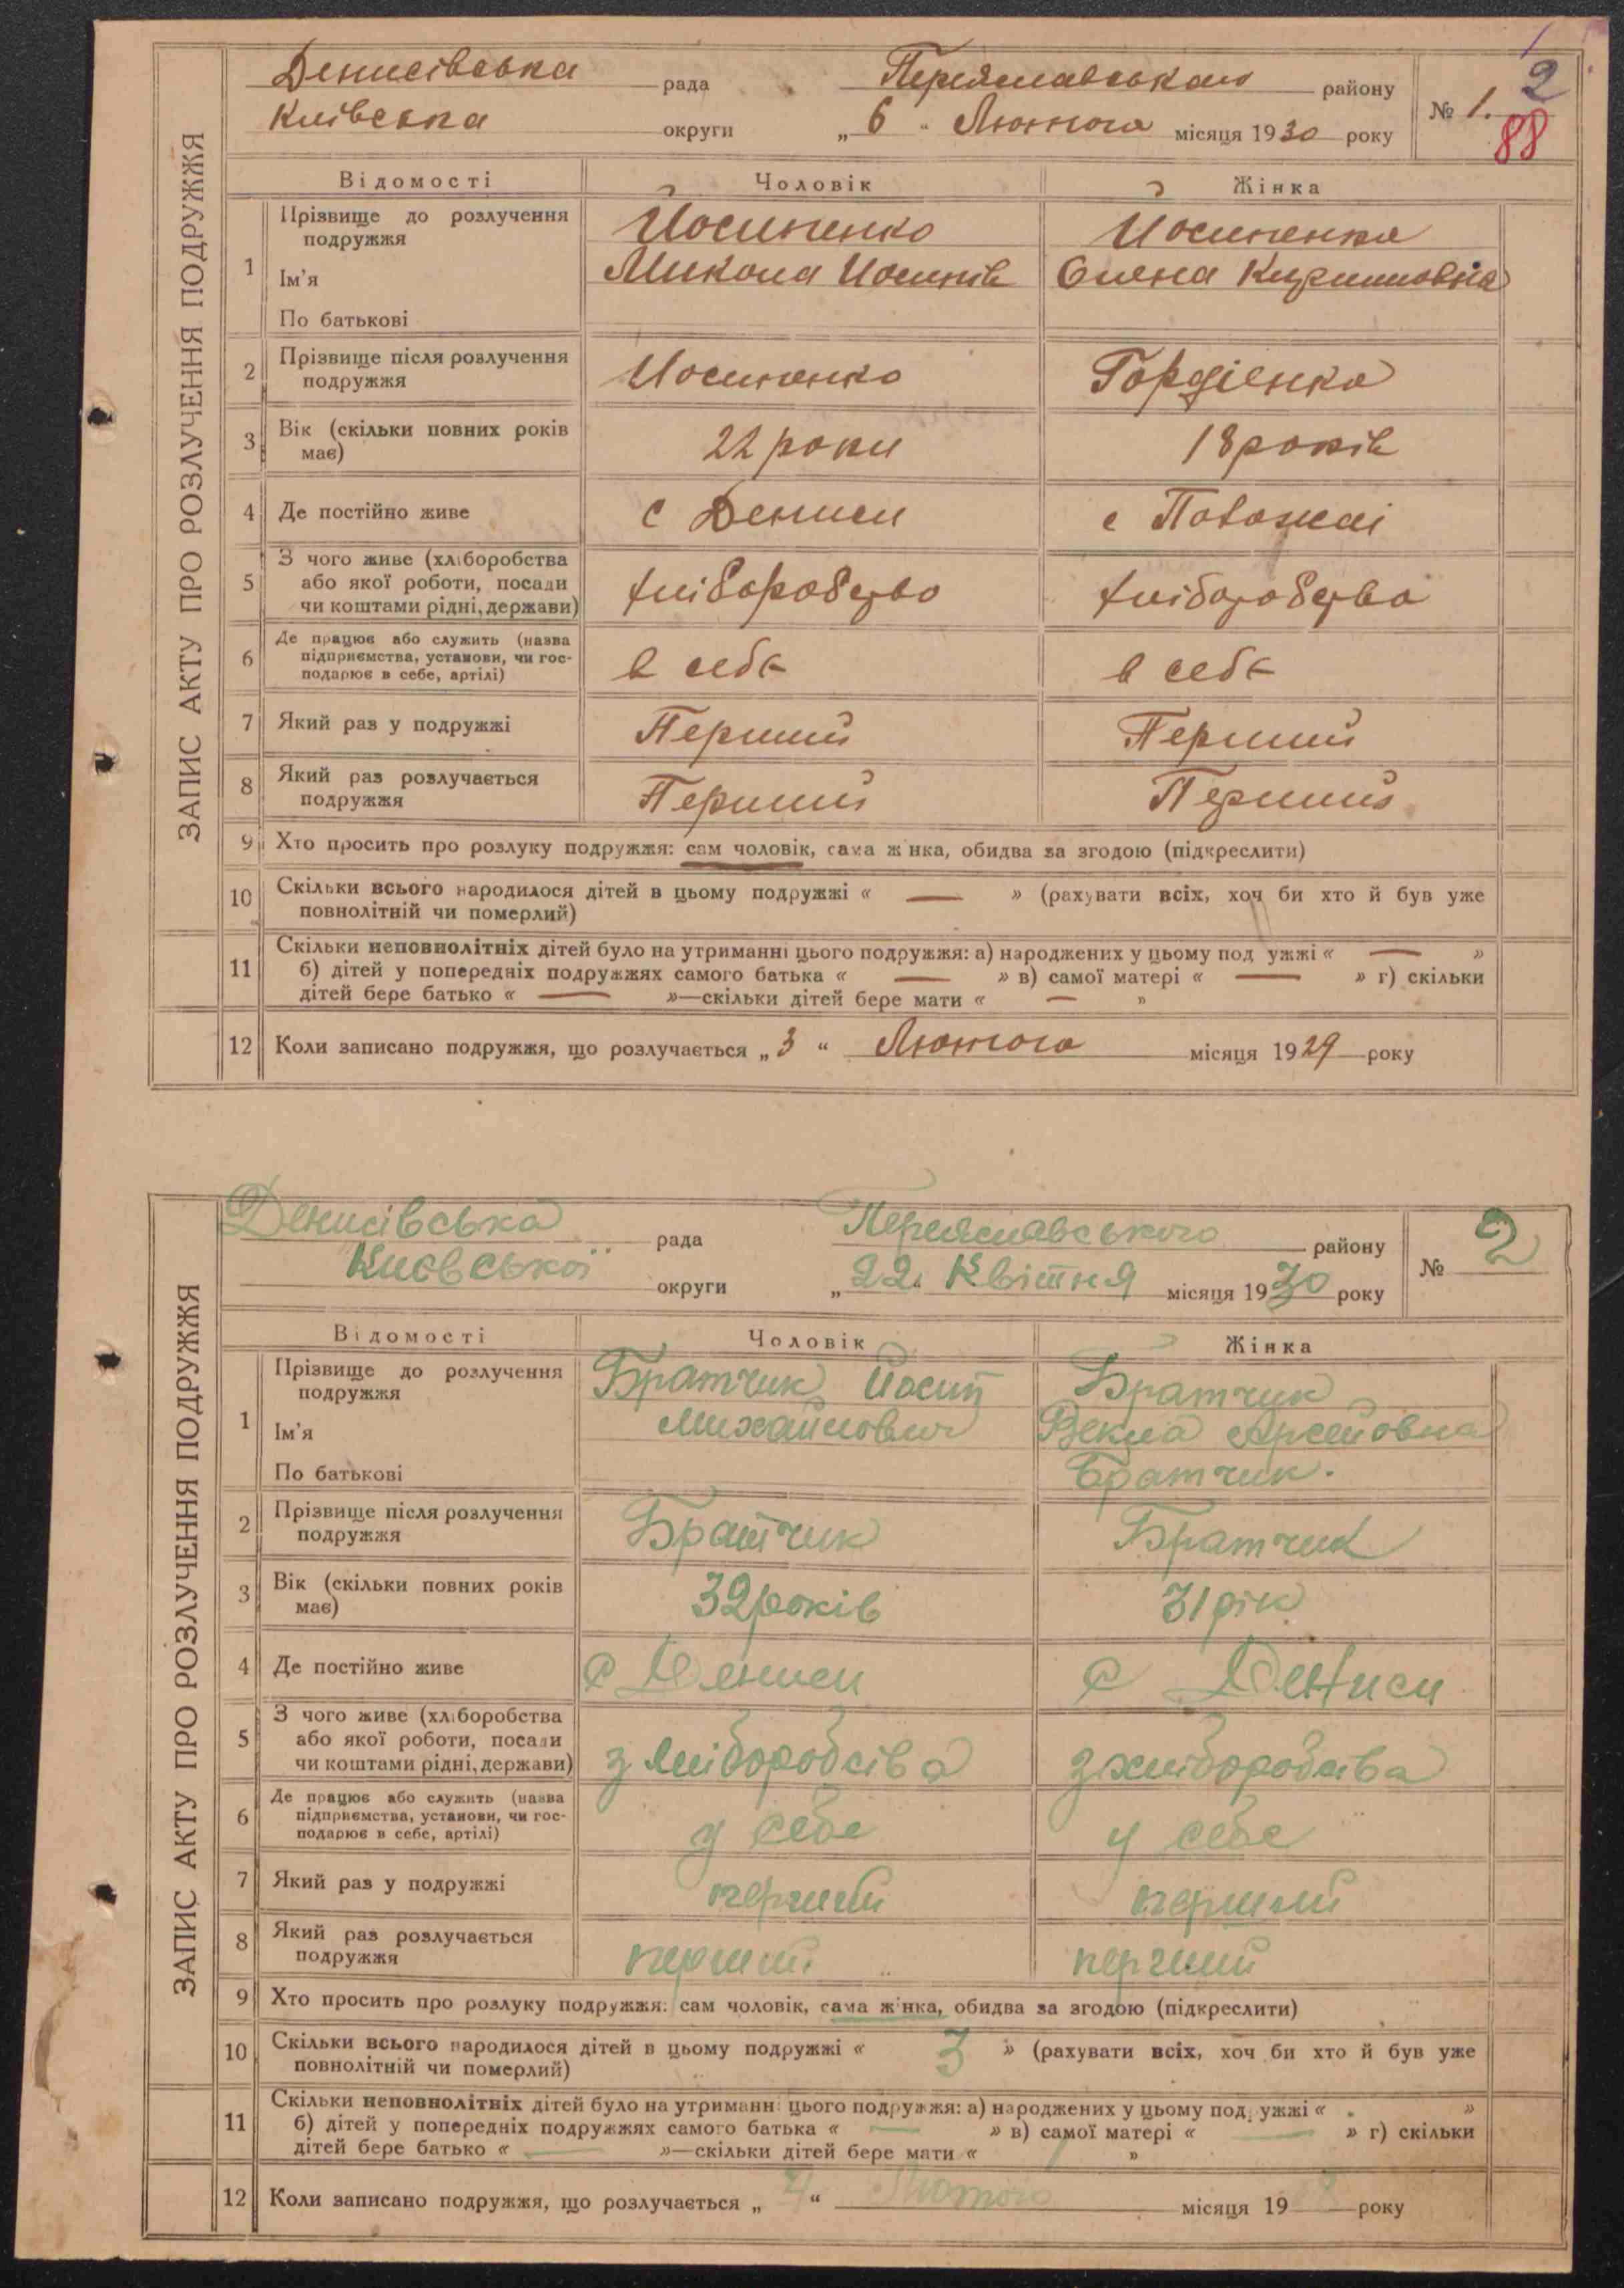 ЗАПИС АКТУ ПРО РОЗЛУЧЕННЯ ПОДРУЖЖЯ
Денисівська рада Переяславського району
Київська округи „ 6 “ Лютого місяця 1930 року
№ 1. 2
88
Відомості Чоловік Жінка
1 Прізвище до розлучення подружжя Йосипенко Йосипенко
Ім'я Микола Йосипів Олена Кирииловна
По батькові
2 Прізвище після розлучення подружжя Йосипенко Гордієнко
3 Вік (скільки повних років має) 22 роки 18 років
4 Де постійно живе с Дениси с
5 З чого живе (хліборобства або якої роботи, посади чи коштами рідні, держави) хліборобство хліборобство
6 Де працює або служить (назва підприємства, установи, чи господарює в себе, артілі) в себе в себе
7 Який раз у подружжі Перший Перший
8 Який раз розлучається подружжя Перший Перший
9 Хто просить про розлуку подружжя: сам чоловік, сама жінка, обидва за згодою (підкреслити)
10 Скільки всього народилося дітей в цьому подружжі « — » (рахувати всіх, хоч би хто й був уже
повнолітній чи померлий)
11 Скільки неповнолітніх дітей було на утриманні цього подружжя: а) народжених у цьому подружжі « — »
б) дітей у попередніх подружжях самого батька « — » в) самої матері « — » г) скільки
дітей бере батько « — »—скільки дітей бере мати « — »
12 Коли записано подружжя, що розлучається „ 3 “ Лютого місяця 1929 року
ЗАПИС АКТУ ПРО РОЗЛУЧЕННЯ ПОДРУЖЖЯ
Денисівська рада Переяславського району
Києвської округи „ 22 “ Квітня місяця 1930 року
№ 2
Відомості Чоловік Жінка
1 Прізвище до розлучення подружжя Братчик Йосип Братчик
Ім'я Михайлович Векла Арсеновна
По батькові Братчик.
2 Прізвище після розлучення подружжя Братчик Братчик
3 Вік (скільки повних років має) 32 років 31 рік
4 Де постійно живе с Дениси с Дениси
5 З чого живе (хліборобства або якої роботи, посади чи коштами рідні, держави) з хліборобсіва з хліборобсіва
6 Де працює або служить (назва підприємства, установи, чи господарює в себе, артілі) у себе у себе
7 Який раз у подружжі перший перший
8 Який раз розлучається подружжя перший перший
9 Хто просить про розлуку подружжя: сам чоловік, сама жінка, обидва за згодою (підкреслити)
10 Скільки всього народилося дітей в цьому подружжі « 3 » (рахувати всіх, хоч би хто й був уже
повнолітній чи померлий)
11 Скільки неповнолітніх дітей було на утриманні цього подружжя: а) народжених у цьому подружжі « »
б) дітей у попередніх подружжях самого батька « — » в) самої матері « — » г) скільки
дітей бере батько « — »—скільки дітей бере мати « »
12 Коли записано подружжя, що розлучається „ “ Лютого місяця 19 року